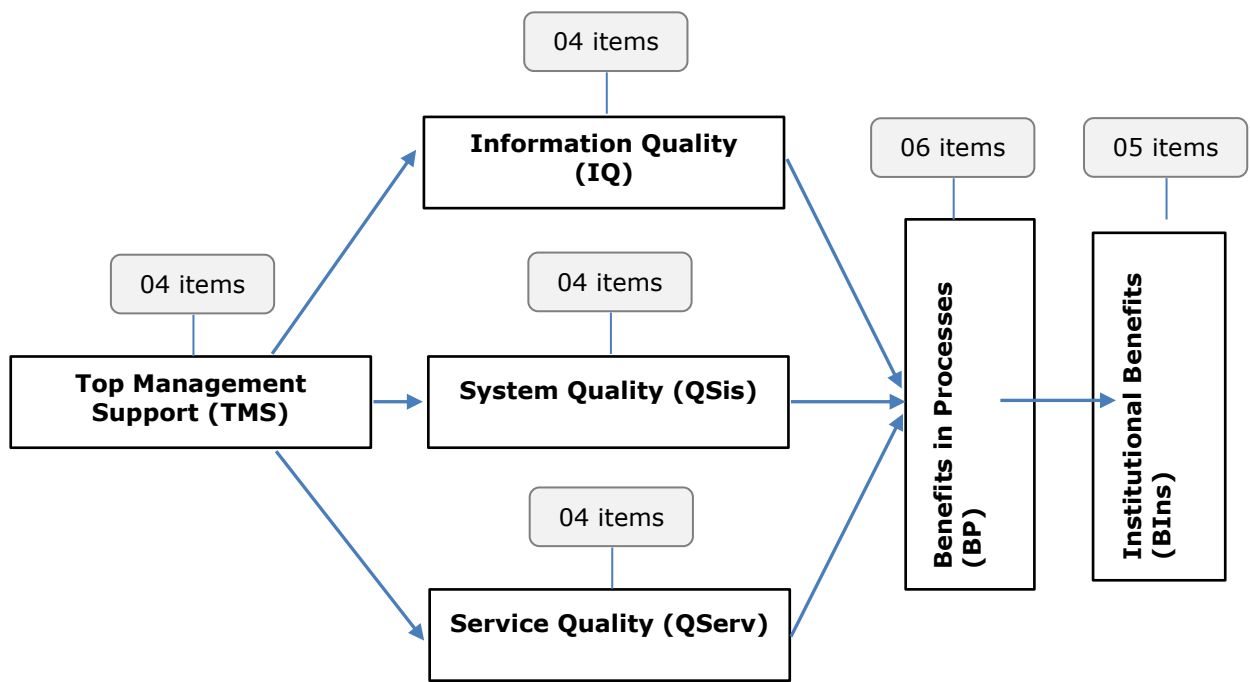 04 items
Information Quality
(IQ)
06 items
05 items
04 items
Top Management
Support (TMS)
04 items
System Quality (QSis)
04 items
Service Quality (QServ)
Benefits in Processes
(BP)
Institutional Benefits
(BIns)